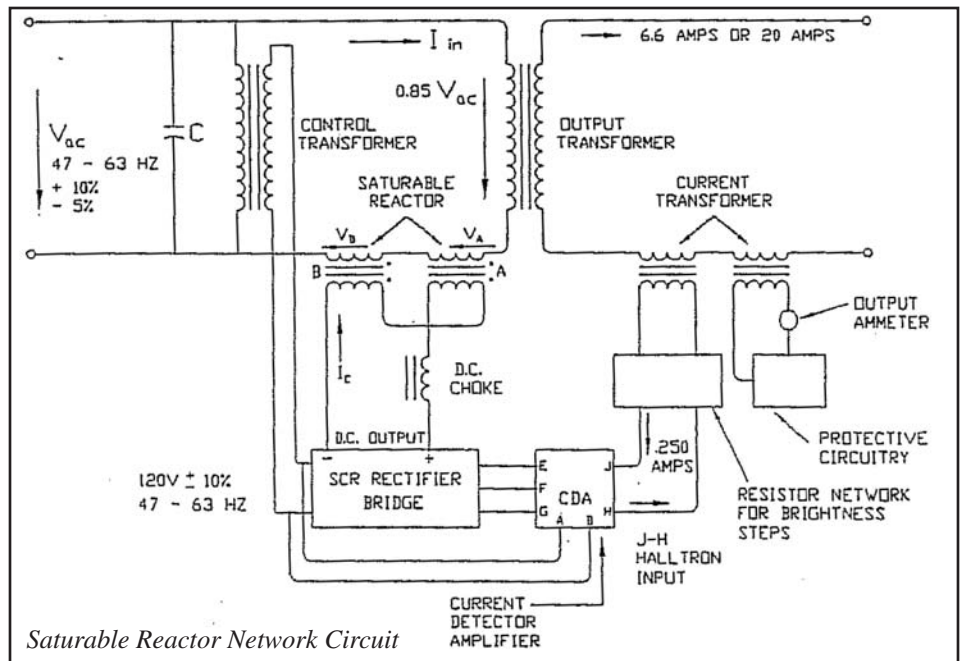 I in
6.6 AMPS OR 20 AMPS
0.85 Vac
Vac
47 - 63 HZ
+ 10%
- 5%
C
CONTROL
TRANSFORMER
OUTPUT
TRANSFORMER
SATURABLE
REACTOR
CURRENT
TRANSFORMER
VB
VA
B
A
OUTPUT
AMMETER
Ic
D.C.
CHOKE
D.C. OUTPUT
-
+
.250
AMPS
PROTECTIVE
CIRCUITRY
120V ± 10%
47 - 63 HZ
SCR RECTIFIER
BRIDGE
E
F
G
CDA
A
B
J
H
RESISTOR NETWORK
FOR BRIGHTNESS
STEPS
J-H
HALLTRON
INPUT
CURRENT
DETECTOR
AMPLIFIER
Saturable Reactor Network Circuit